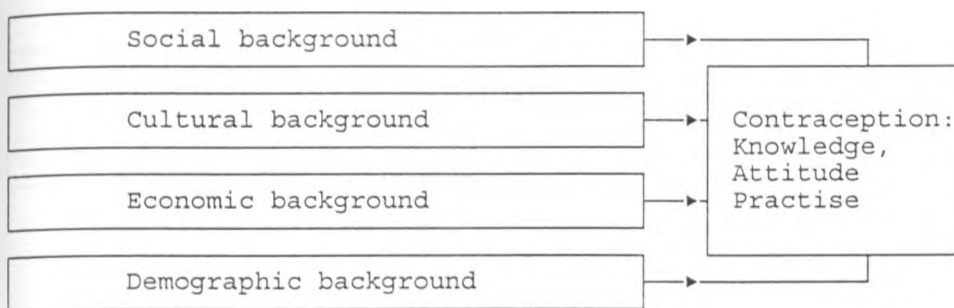 Social background
Cultural background
Economic background
Demographic background
Contraception:
Knowledge,
Attitude
Practise